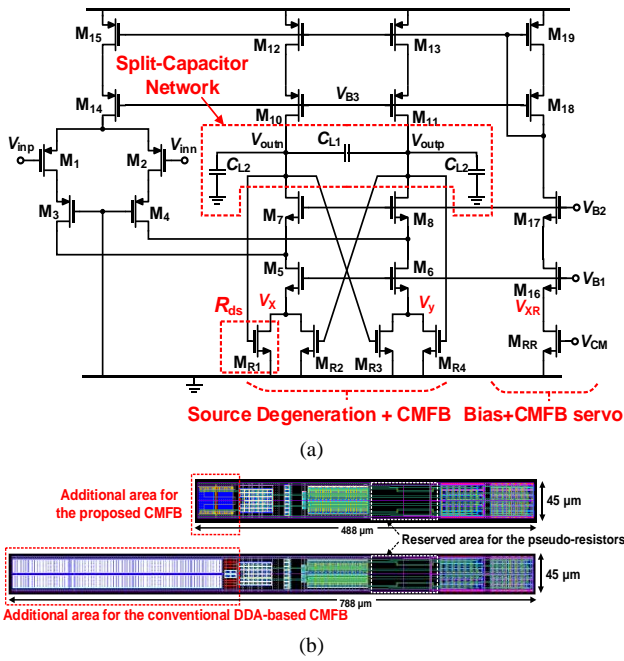 M15
M12
M13
M19
Split-Capacitor
Network
M14
VB3
M10
M11
M18
Voutn
CL1
Voutp
Vinp
M1
M2
Vinn
CL2
CL2
M3
M4
M7
M8
M17
VB2
M5
M6
M16
VB1
Rds
VX
Vy
VXR
MR1
MR2
MR3
MR4
MRR
VCM
Source Degeneration + CMFB
Bias+CMFB servo
(a)
Additional area for
the proposed CMFB
45 µm
488 µm
Reserved area for the pseudo-resistors
45 µm
788 µm
Additional area for the conventional DDA-based CMFB
(b)